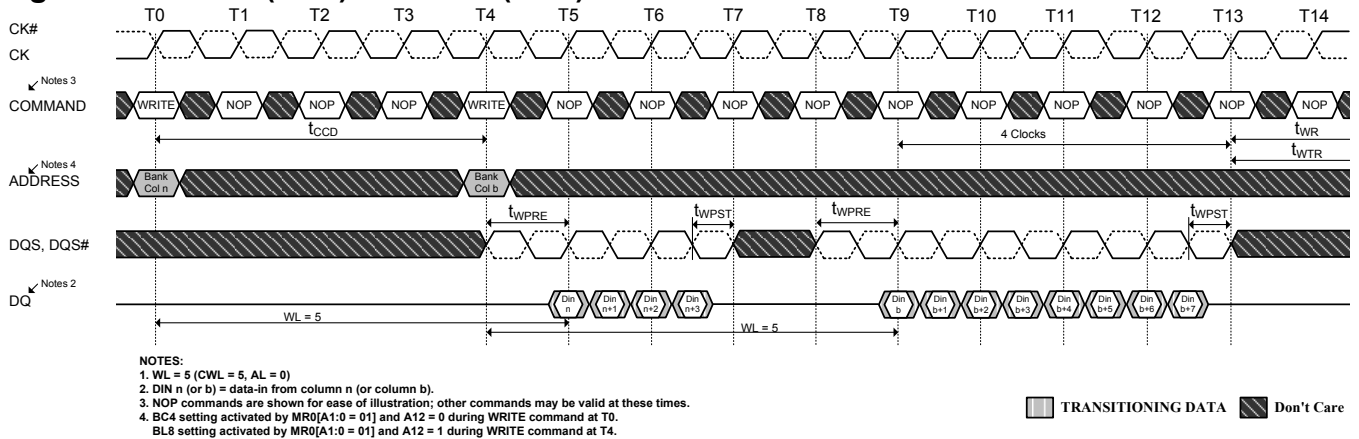 T0 T1 T2 T3 T4 T5 T6 T7 T8 T9 T10 T11 T12 T13 T14
CK#
CK
Notes 3
COMMAND
WRITE NOP NOP NOP WRITE NOP NOP NOP NOP NOP NOP NOP NOP NOP NOP
tCCD
4 Clocks
tWR
tWTR
Notes 4
ADDRESS
Bank Col n
Bank Col b
tWPRE
tWPST
tWPRE
tWPST
DQS, DQS#
Notes 2
DQ
Din n
Din n+1
Din n+2
Din n+3
Din b
Din b+1
Din b+2
Din b+3
Din b+4
Din b+5
Din b+6
Din b+7
WL = 5
WL = 5
NOTES:
1. WL = 5 (CWL = 5, AL = 0)
2. DIN n (or b) = data-in from column n (or column b).
3. NOP commands are shown for ease of illustration; other commands may be valid at these times.
4. BC4 setting activated by MR0[A1:0 = 01] and A12 = 0 during WRITE command at T0.
BL8 setting activated by MR0[A1:0 = 01] and A12 = 1 during WRITE command at T4.
TRANSITIONING DATA
Don't Care